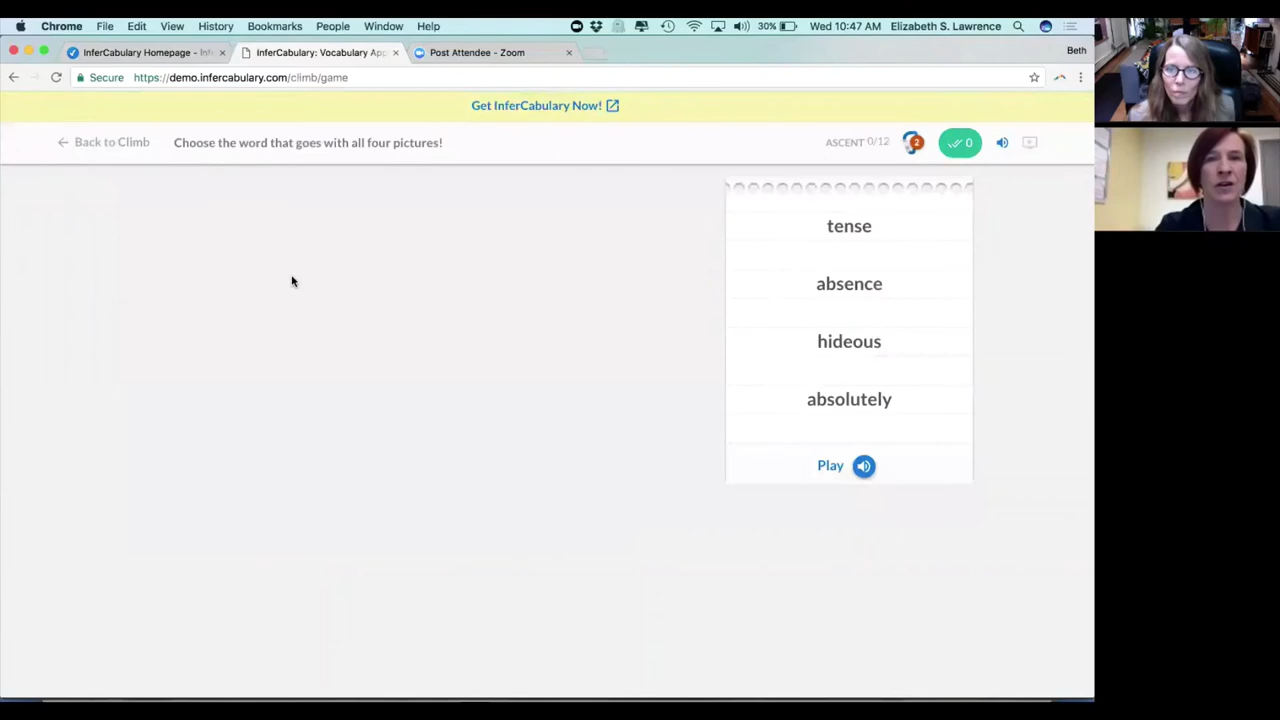 Chrome File Edit View History Bookmarks People Window Help 30% Wed 10:47 AM Elizabeth S. Lawrence
InferCabulary Homepage - Inf InferCabulary: Vocabulary App Post Attendee - Zoom Beth
Secure https://demo.infercabulary.com/climb/game
Get InferCabulary Now!
Back to Climb Choose the word that goes with all four pictures! ASCENT 0/12 2 0
tense
absence
hideous
absolutely
Play